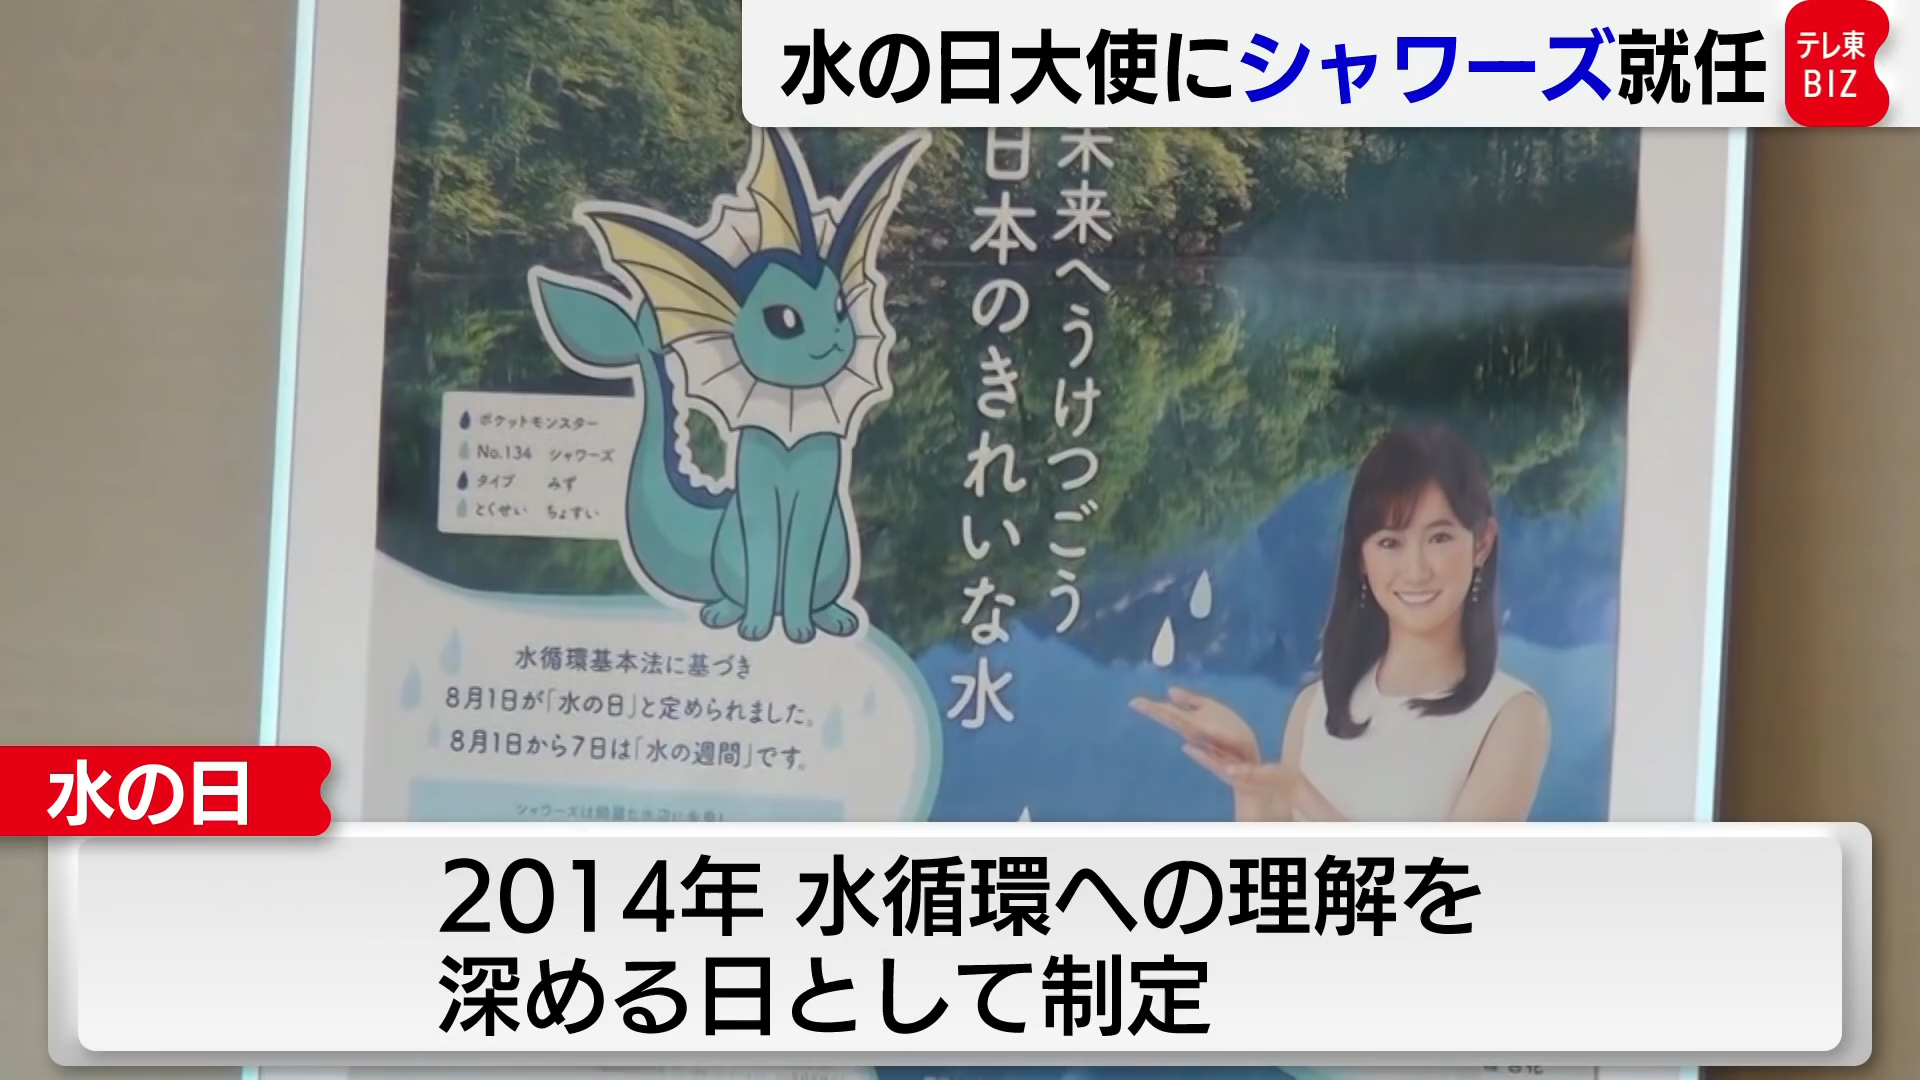 水の日大使にシャワーズ就任
テレ東
BIZ
未来へうけつごう
日本のきれいな水
ポケットモンスター
No.134 シャワーズ
タイプ みず
とくせい ちょすい
水循環基本法に基づき
8月1日が「水の日」と定められました。
8月1日から7日は「水の週間」です。
水の日
2014年 水循環への理解を
深める日として制定